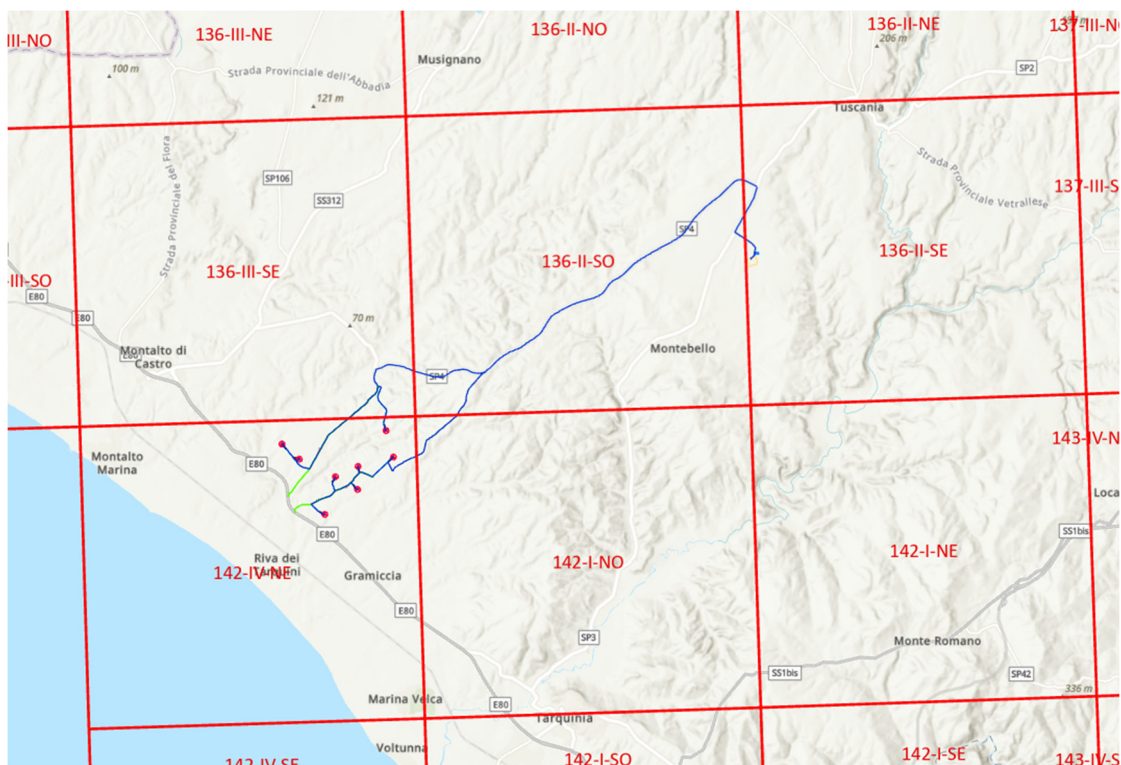 III-NO
136-III-NE
136-II-NO
136-II-NE
137-III-N
206 m
Musignano
SP2
100 m
Strada Provinciale dell'Abbadia
121 m
Tuscania
Strada Provinciale del Fiora
Strada Provinciale Vetrallese
SP106
SS312
137-III-S
SP4
136-III-SE
136-II-SO
136-II-SE
-III-SO
E80
E80
70 m
E80
Montalto di
Castro
Montebello
SP4
143-IV-N
Montalto
Marina
E80
Loca
E80
SS1bis
Riva dei
Tarquini
142-IV-NE
Gramiccia
142-I-NO
142-I-NE
E80
SP3
Monte Romano
SS1bis
SP42
336 m
Marina Velca
E80
Tarquinia
Voltunna
142-IV-SE
142-I-SO
142-I-SE
143-IV-S